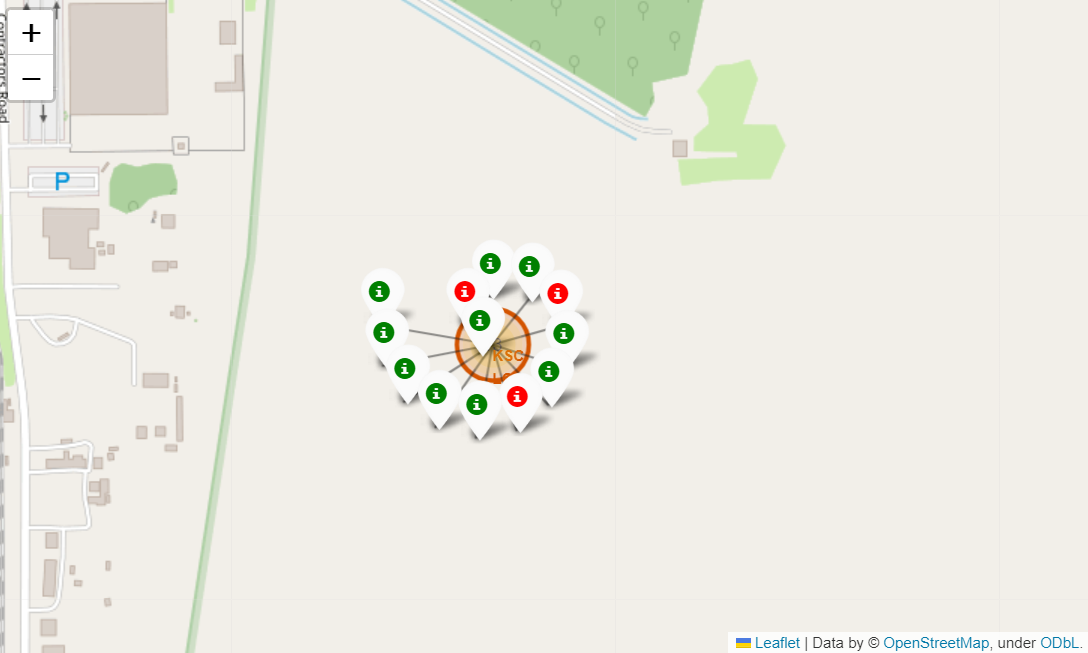 +
−
Contractors Road
P
KSC
Leaflet | Data by © OpenStreetMap, under ODbL.